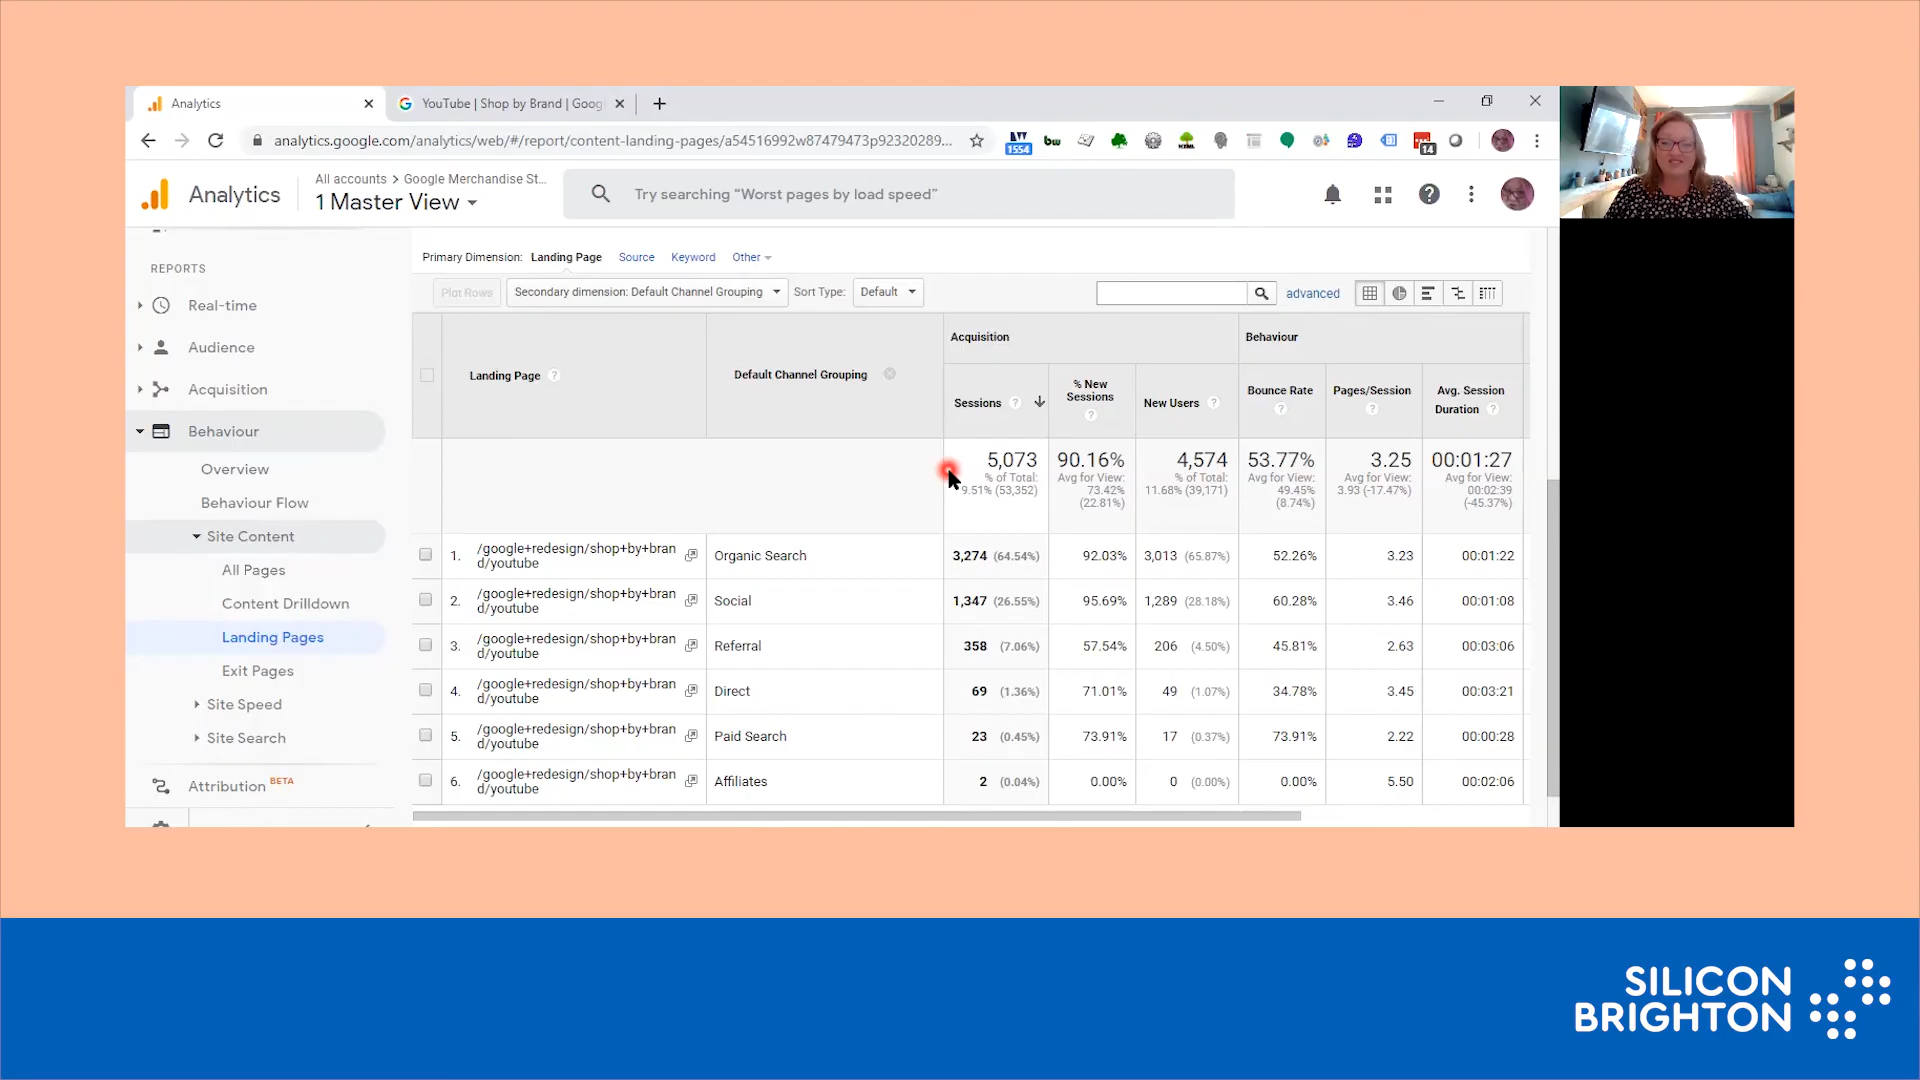 Analytics
YouTube | Shop by Brand | Goog
analytics.google.com/analytics/web/#/report/content-landing-pages/a54516992w87479473p92320289...
1554
bw
14
Analytics
All accounts > Google Merchandise St...
1 Master View
Try searching “Worst pages by load speed”
REPORTS
Real-time
Audience
Acquisition
Behaviour
Overview
Behaviour Flow
Site Content
All Pages
Content Drilldown
Landing Pages
Exit Pages
Site Speed
Site Search
Attribution BETA
Primary Dimension: Landing Page Source Keyword Other
Plot Rows Secondary dimension: Default Channel Grouping Sort Type: Default advanced
Landing Page ? Default Channel Grouping
Acquisition Behaviour
Sessions ? % New Sessions ? New Users ? Bounce Rate ? Pages/Session ? Avg. Session Duration ?
5,073 90.16% 4,574 53.77% 3.25 00:01:27
% of Total: 9.51% (53,352) Avg for View: 73.42% (22.81%) % of Total: 11.68% (39,171) Avg for View: 49.45% (8.74%) Avg for View: 3.93 (-17.47%) Avg for View: 00:02:39 (-45.37%)
1. /google+redesign/shop+by+brand/youtube Organic Search 3,274 (64.54%) 92.03% 3,013 (65.87%) 52.26% 3.23 00:01:22
2. /google+redesign/shop+by+brand/youtube Social 1,347 (26.55%) 95.69% 1,289 (28.18%) 60.28% 3.46 00:01:08
3. /google+redesign/shop+by+brand/youtube Referral 358 (7.06%) 57.54% 206 (4.50%) 45.81% 2.63 00:03:06
4. /google+redesign/shop+by+brand/youtube Direct 69 (1.36%) 71.01% 49 (1.07%) 34.78% 3.45 00:03:21
5. /google+redesign/shop+by+brand/youtube Paid Search 23 (0.45%) 73.91% 17 (0.37%) 73.91% 2.22 00:00:28
6. /google+redesign/shop+by+brand/youtube Affiliates 2 (0.04%) 0.00% 0 (0.00%) 0.00% 5.50 00:02:06
SILICON
BRIGHTON